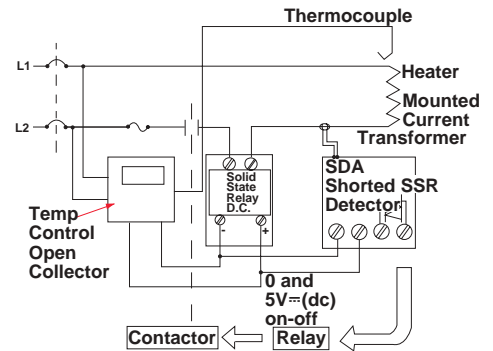 Thermocouple
L1
Heater
Mounted
Current
Transformer
L2
Solid
State
Relay
D.C.
- +
SDA
Shorted SSR
Detector
Temp
Control
Open
Collector
0 and
5V⎓(dc)
on-off
Contactor
Relay